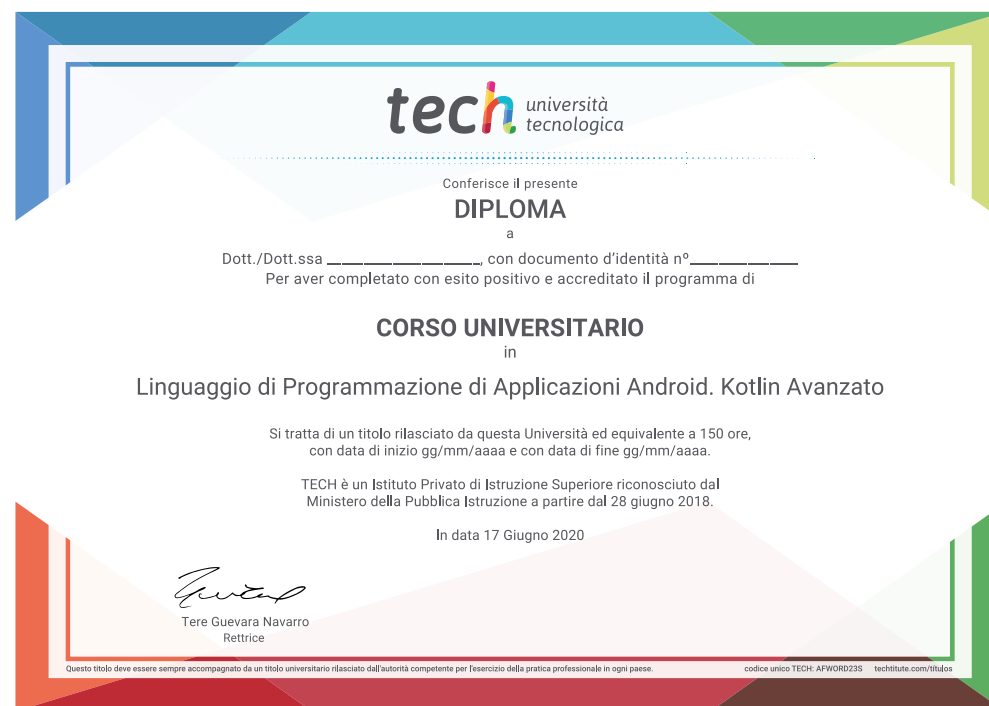 tech università
tecnologica
Conferisce il presente
DIPLOMA
a
Dott./Dott.ssa ____________________, con documento d'identità nº______________
Per aver completato con esito positivo e accreditato il programma di
CORSO UNIVERSITARIO
in
Linguaggio di Programmazione di Applicazioni Android. Kotlin Avanzato
Si tratta di un titolo rilasciato da questa Università ed equivalente a 150 ore,
con data di inizio gg/mm/aaaa e con data di fine gg/mm/aaaa.
TECH è un Istituto Privato di Istruzione Superiore riconosciuto dal
Ministero della Pubblica Istruzione a partire dal 28 giugno 2018.
In data 17 Giugno 2020
Tere Guevara Navarro
Rettrice
Questo titolo deve essere sempre accompagnato da un titolo universitario rilasciato dall'autorità competente per l'esercizio della pratica professionale in ogni paese. codice unico TECH: AFWORD23S techtitute.com/titulos